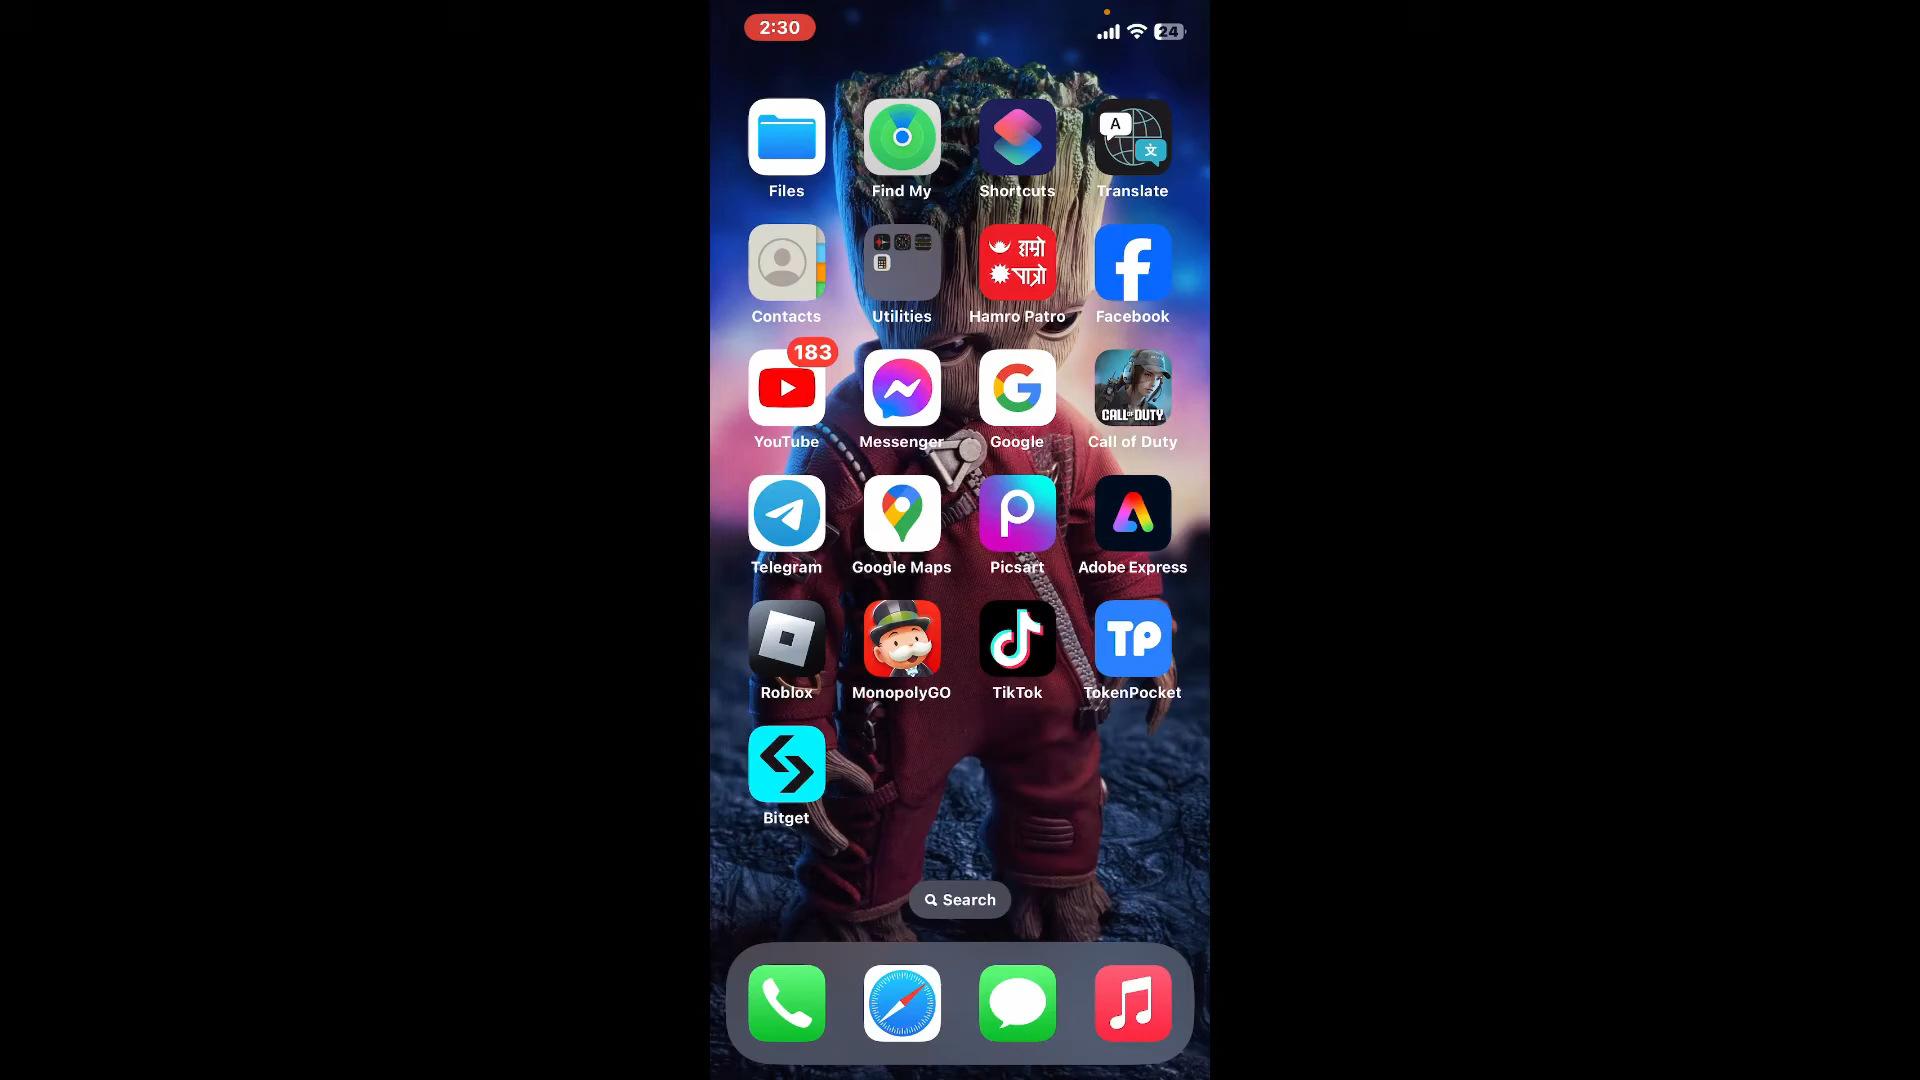 2:30
24
A
文
Files
Find My
Shortcuts
Translate
हाम्रो
पात्रो
Contacts
Utilities
Hamro Patro
Facebook
183
CALL OF DUTY
YouTube
Messenger
Google
Call of Duty
Telegram
Google Maps
Picsart
Adobe Express
TP
Roblox
MonopolyGO
TikTok
TokenPocket
Bitget
Search